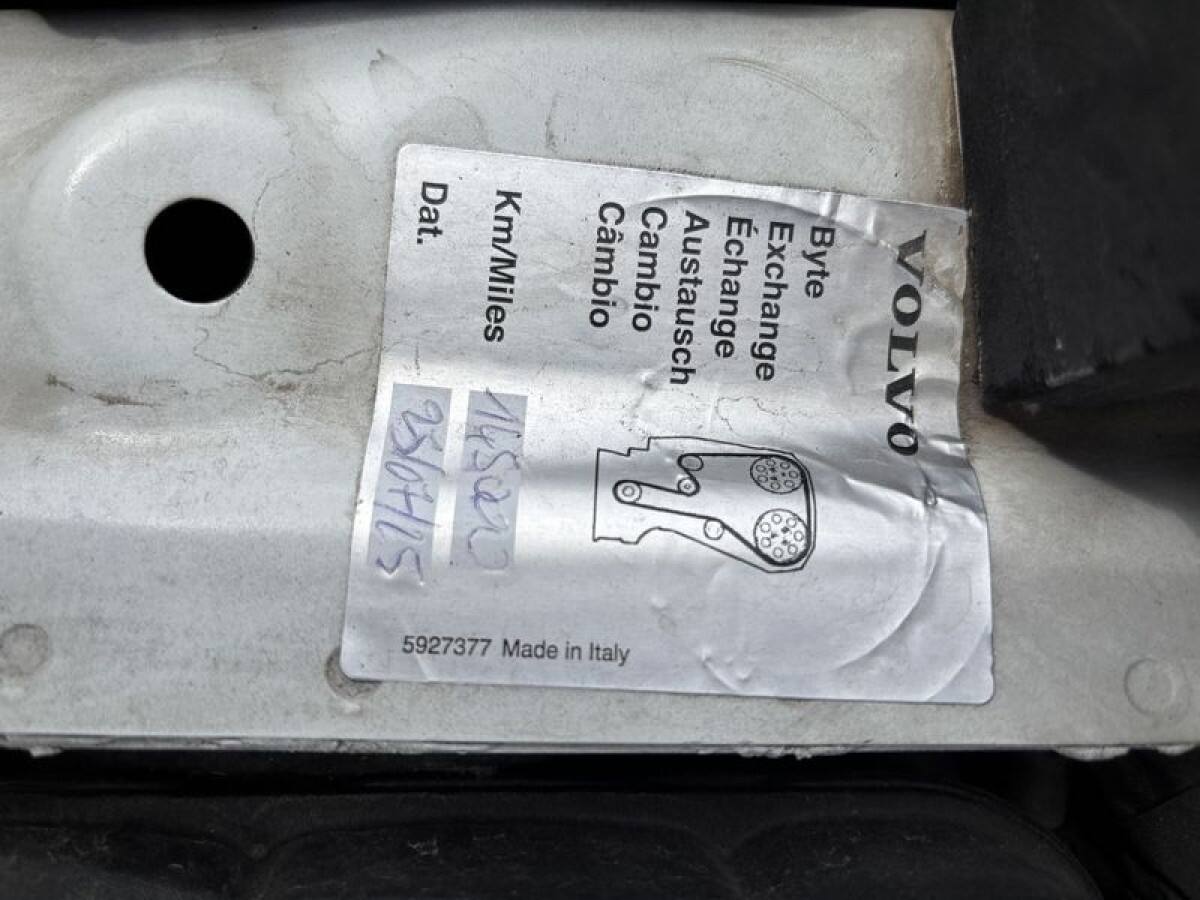 VOLVO
Byte
Exchange
Échange
Austausch
Cambio
Câmbio
Km/Miles
Dat.
5927377 Made in Italy